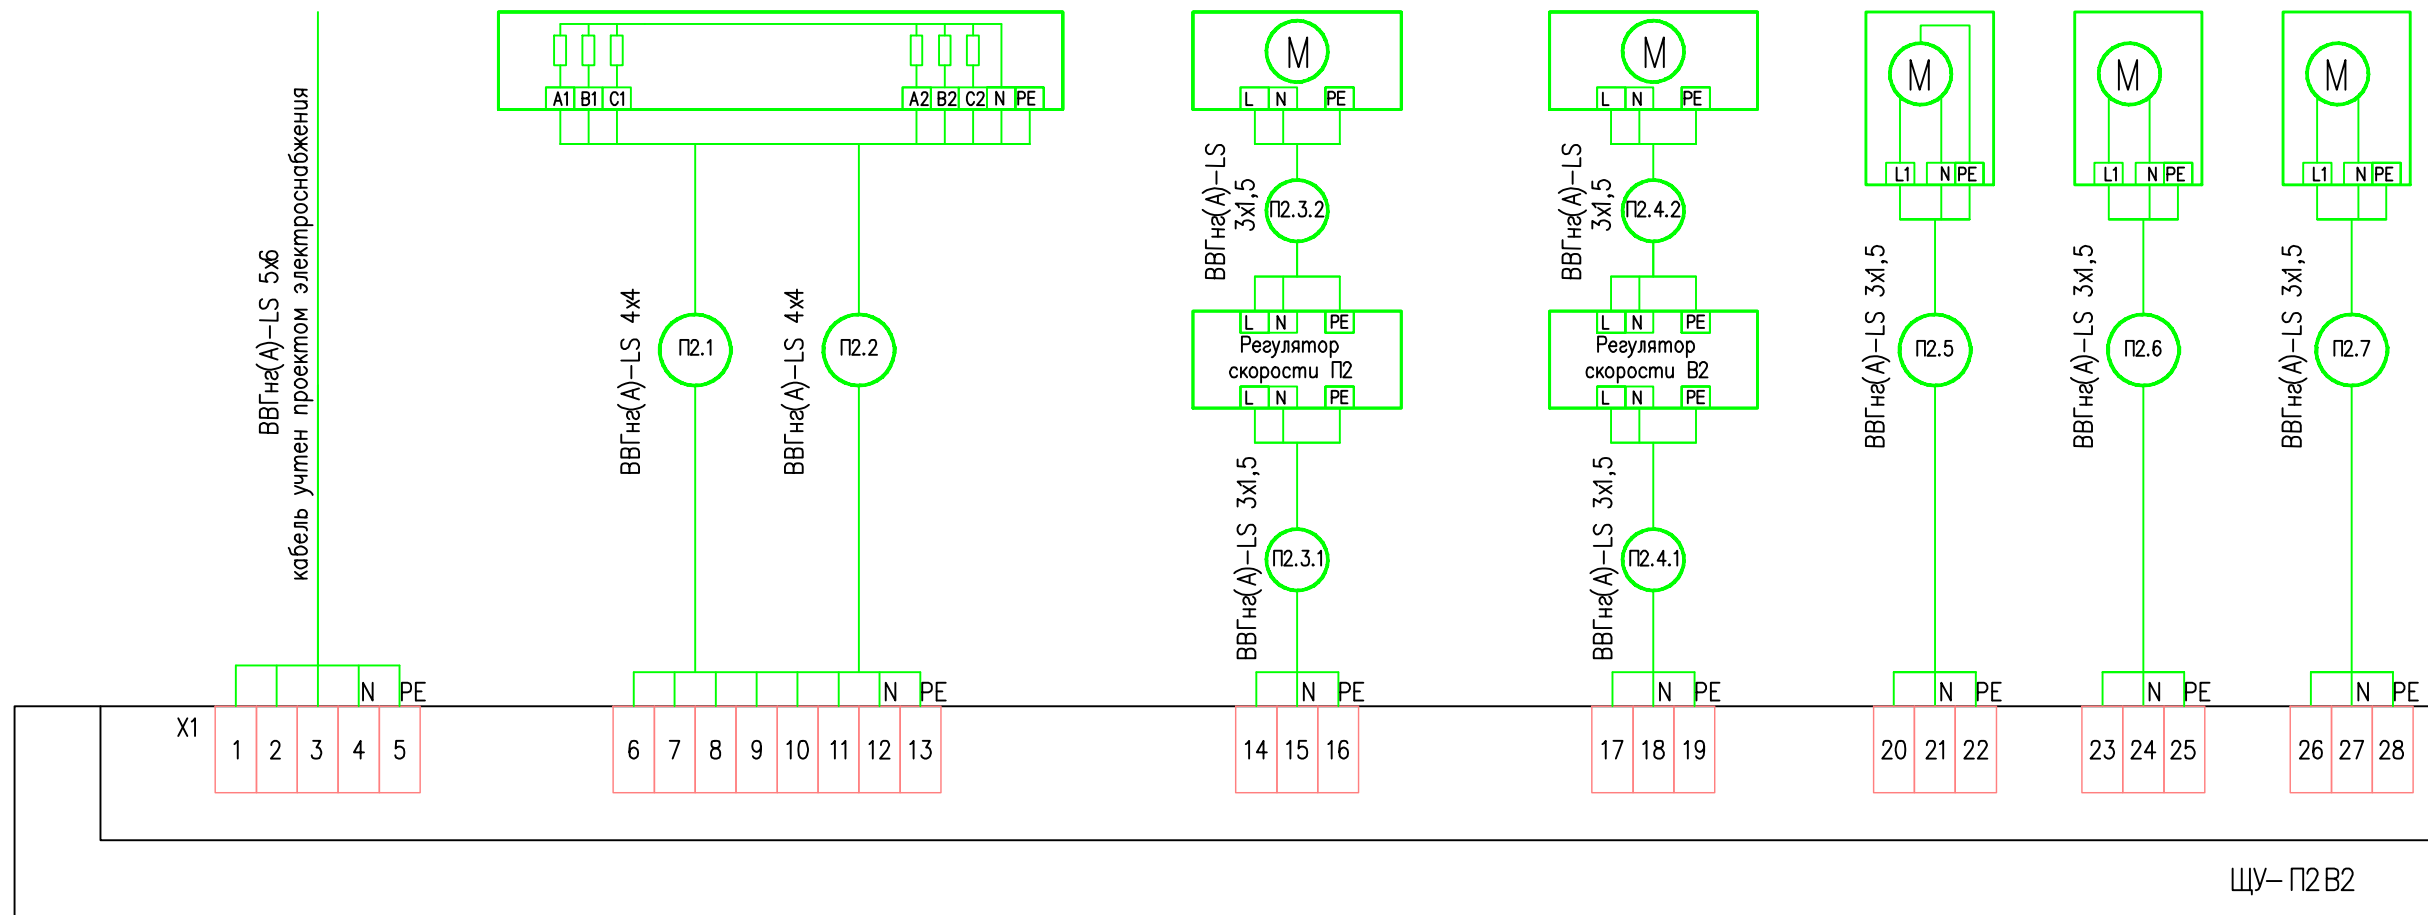 M
M
M
M
M
A1 B1 C1
A2 B2 C2 N PE
L N PE
L N PE
L1 N PE
L1 N PE
L1 N PE
ВВГнг(А)-LS 5х6
кабель учтен проектом электроснабжения
ВВГнг(А)-LS 4х4
П2.1
ВВГнг(А)-LS 4х4
П2.2
ВВГнг(А)-LS
3х1,5
П2.3.2
L N PE
Регулятор
скорости П2
L N PE
ВВГнг(А)-LS 3х1,5
П2.3.1
ВВГнг(А)-LS
3х1,5
П2.4.2
L N PE
Регулятор
скорости В2
L N PE
ВВГнг(А)-LS 3х1,5
П2.4.1
ВВГнг(А)-LS 3х1,5
П2.5
ВВГнг(А)-LS 3х1,5
П2.6
ВВГнг(А)-LS 3х1,5
П2.7
N PE
N PE
N PE
N PE
N PE
N PE
N PE
X1
1 2 3 4 5
6 7 8 9 10 11 12 13
14 15 16
17 18 19
20 21 22
23 24 25
26 27 28
ЩУ-П2В2